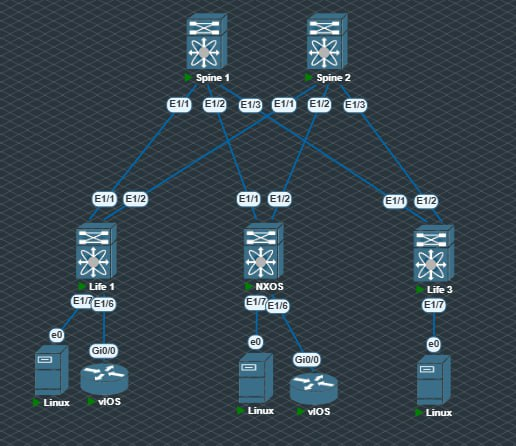 Spine 1
Spine 2
E1/1
E1/2
E1/3
E1/1
E1/2
E1/3
E1/1
E1/2
E1/1
E1/2
E1/1
E1/2
Life 1
NXOS
Life 3
E1/7
E1/6
E1/7
E1/6
E1/7
e0
Gi0/0
e0
Gi0/0
e0
Linux
vIOS
Linux
vIOS
Linux